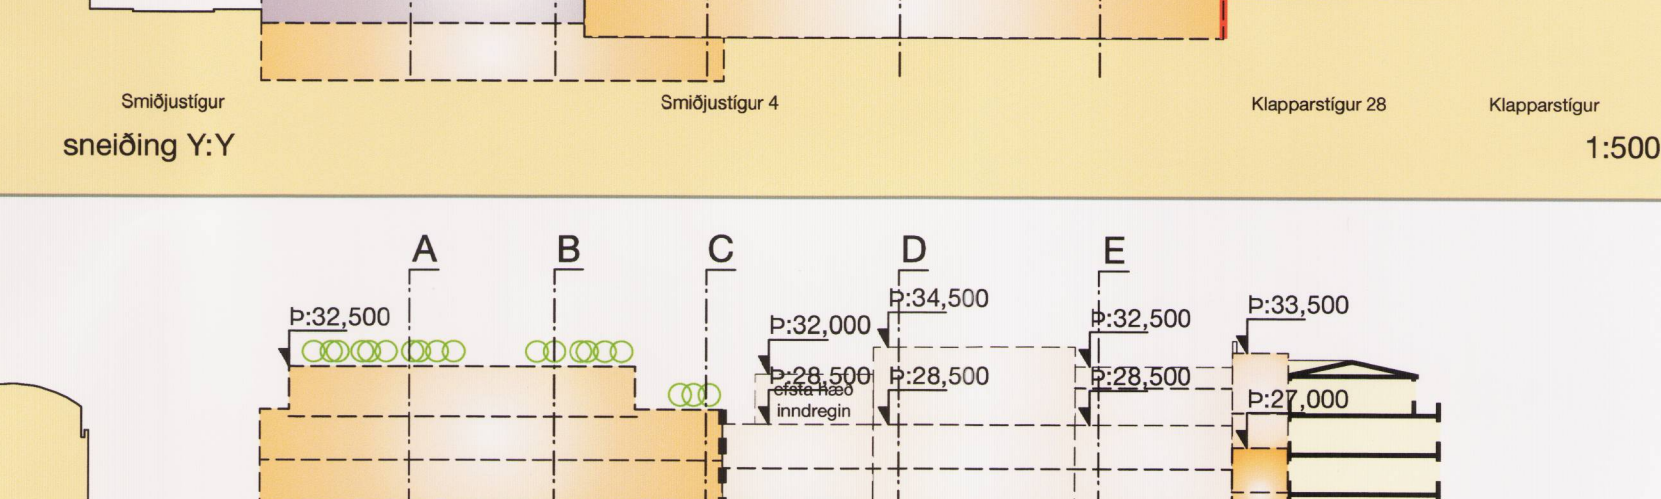 Smiðjustígur
Smiðjustígur 4
Klapparstígur 28
Klapparstígur
sneiðing Y:Y
1:500
A
B
C
D
E
Þ:32,500
Þ:32,000
Þ:34,500
Þ:32,500
Þ:33,500
Þ:28,500
Þ:28,500
Þ:28,500
Þ:27,000
efsta hæð
inndregin